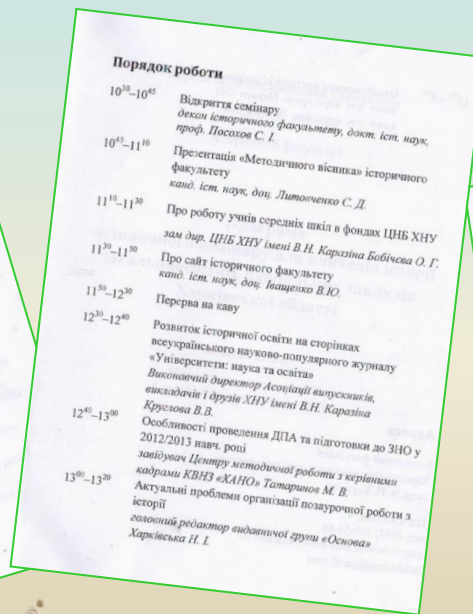 Порядок роботи
10³⁰–10⁴⁵
Відкриття семінару
декан історичного факультету, докт. іст. наук,
проф. Посохов С. І.
10⁴⁵–11¹⁰
Презентація «Методичного вісника» історичного
факультету
канд. іст. наук, доц. Литовченко С. Д.
11¹⁰–11³⁰
Про роботу учнів середніх шкіл в фондах ЦНБ ХНУ
зам дир. ЦНБ ХНУ імені В.Н. Каразіна Бобічєва О. Г.
11³⁰–11⁵⁰
Про сайт історичного факультету
канд. іст. наук, доц. Іващенко В.Ю.
11⁵⁰–12³⁰
Перерва на каву
12³⁰–12⁴⁰
Розвиток історичної освіти на сторінках
всеукраїнського науково-популярного журналу
«Університети: наука та освіта»
Виконавчий директор Асоціації випускників,
викладачів і друзів ХНУ імені В.Н. Каразіна
Круглова В.В.
12⁴⁰–13⁰⁰
Особливості проведення ДПА та підготовки до ЗНО у
2012/2013 навч. році
завідувач Центру методичної роботи з керівними
кадрами КВНЗ «ХАНО» Татаринов М. В.
13⁰⁰–13²⁰
Актуальні проблеми організації позаурочної роботи з
історії
головний редактор видавничої групи «Основа»
Харківська Н. І.